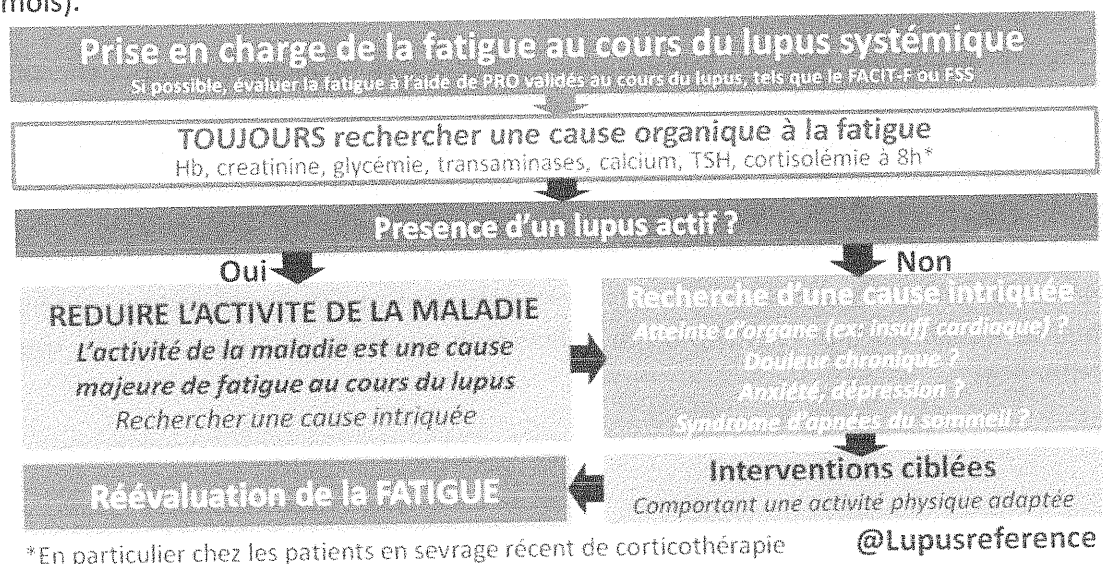 mois).
Prise en charge de la fatigue au cours du lupus systémique
Si possible, évaluer la fatigue à l'aide de PRO validés au cours du lupus, tels que le FACIT-F ou FSS
TOUJOURS rechercher une cause organique à la fatigue
Hb, creatinine, glycémie, transaminases, calcium, TSH, cortisolémie à 8h*
Presence d'un lupus actif ?
Oui
Non
REDUIRE L'ACTIVITE DE LA MALADIE
L'activité de la maladie est une cause
majeure de fatigue au cours du lupus
Rechercher une cause intriquée
Recherche d'une cause intriquée
Atteinte d'organe (ex: insuff cardiaque) ?
Douleur chronique ?
Anxiété, dépression ?
Syndrome d'apnées du sommeil ?
Interventions ciblées
Comportant une activité physique adaptée
Réévaluation de la FATIGUE
*En particulier chez les patients en sevrage récent de corticothérapie
@Lupusreference